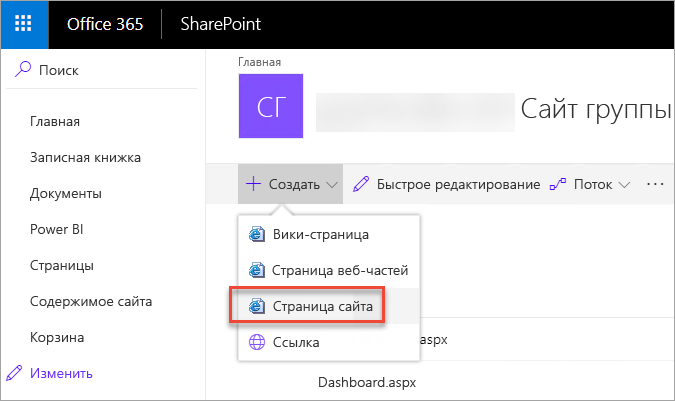 Office 365 SharePoint
Поиск
Главная
Записная книжка
Документы
Power BI
Страницы
Содержимое сайта
Корзина
Изменить
Главная
СГ
Сайт группы
Создать Быстрое редактирование Поток ...
Вики-страница
Страница веб-частей
Страница сайта
Ссылка
.aspx
Dashboard.aspx